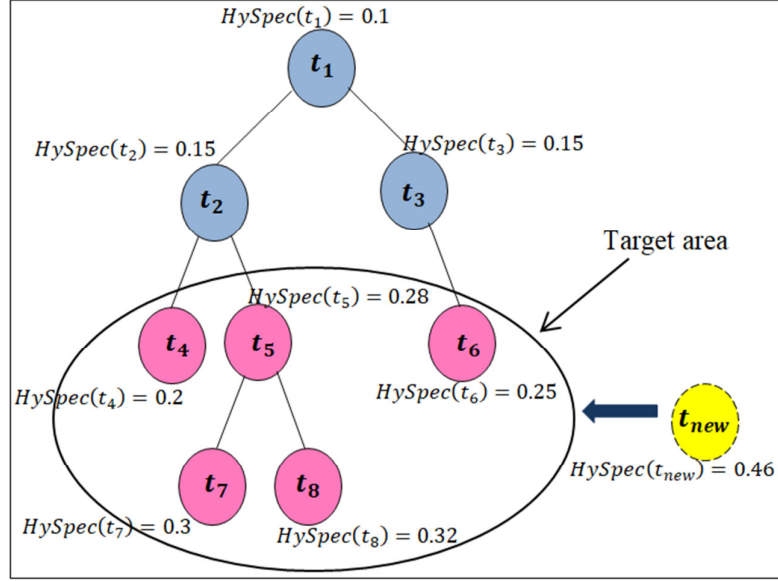 HySpec(t₁) = 0.1
t₁
HySpec(t₂) = 0.15
HySpec(t₃) = 0.15
t₂
t₃
Target area
HySpec(t₅) = 0.28
t₄
t₅
t₆
HySpec(t₄) = 0.2
HySpec(t₆) = 0.25
t_new
HySpec(t_new) = 0.46
t₇
t₈
HySpec(t₇) = 0.3
HySpec(t₈) = 0.32